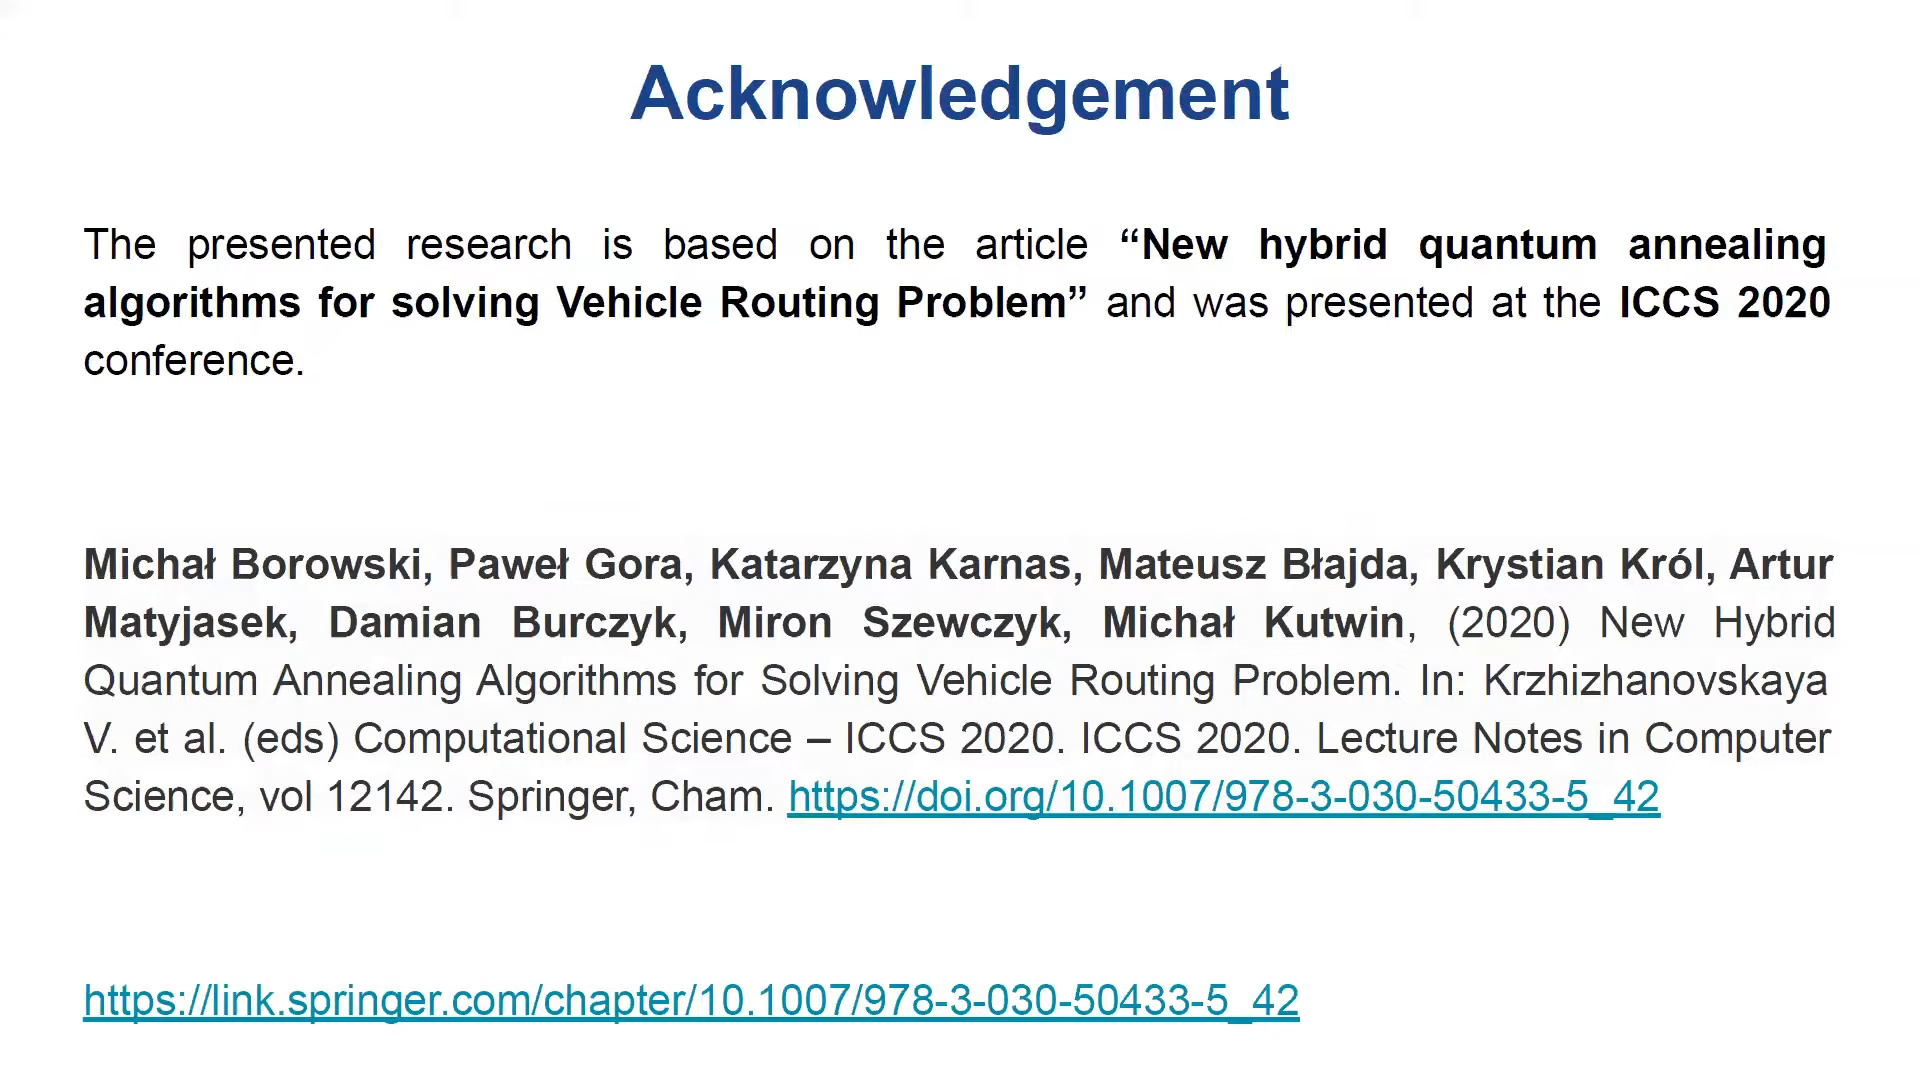 Acknowledgement
The presented research is based on the article “New hybrid quantum annealing
algorithms for solving Vehicle Routing Problem” and was presented at the ICCS 2020
conference.
Michał Borowski, Paweł Gora, Katarzyna Karnas, Mateusz Błajda, Krystian Król, Artur
Matyjasek, Damian Burczyk, Miron Szewczyk, Michał Kutwin, (2020) New Hybrid
Quantum Annealing Algorithms for Solving Vehicle Routing Problem. In: Krzhizhanovskaya
V. et al. (eds) Computational Science – ICCS 2020. ICCS 2020. Lecture Notes in Computer
Science, vol 12142. Springer, Cham. https://doi.org/10.1007/978-3-030-50433-5_42
https://link.springer.com/chapter/10.1007/978-3-030-50433-5_42